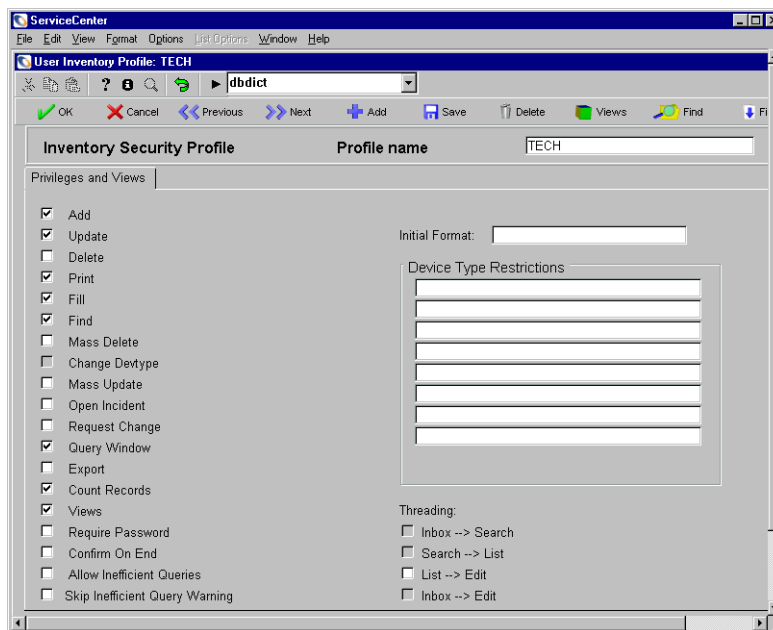 ServiceCenter
File Edit View Format Options List Options Window Help
User Inventory Profile: TECH
dbdict
OK Cancel Previous Next Add Save Delete Views Find Fi
Inventory Security Profile Profile name TECH
Privileges and Views
Add
Update Initial Format:
Delete
Device Type Restrictions
Print
Fill
Find
Mass Delete
Change Devtype
Mass Update
Open Incident
Request Change
Query Window
Export
Count Records
Views Threading:
Require Password Inbox --> Search
Confirm On End Search --> List
Allow Inefficient Queries List --> Edit
Skip Inefficient Query Warning Inbox --> Edit